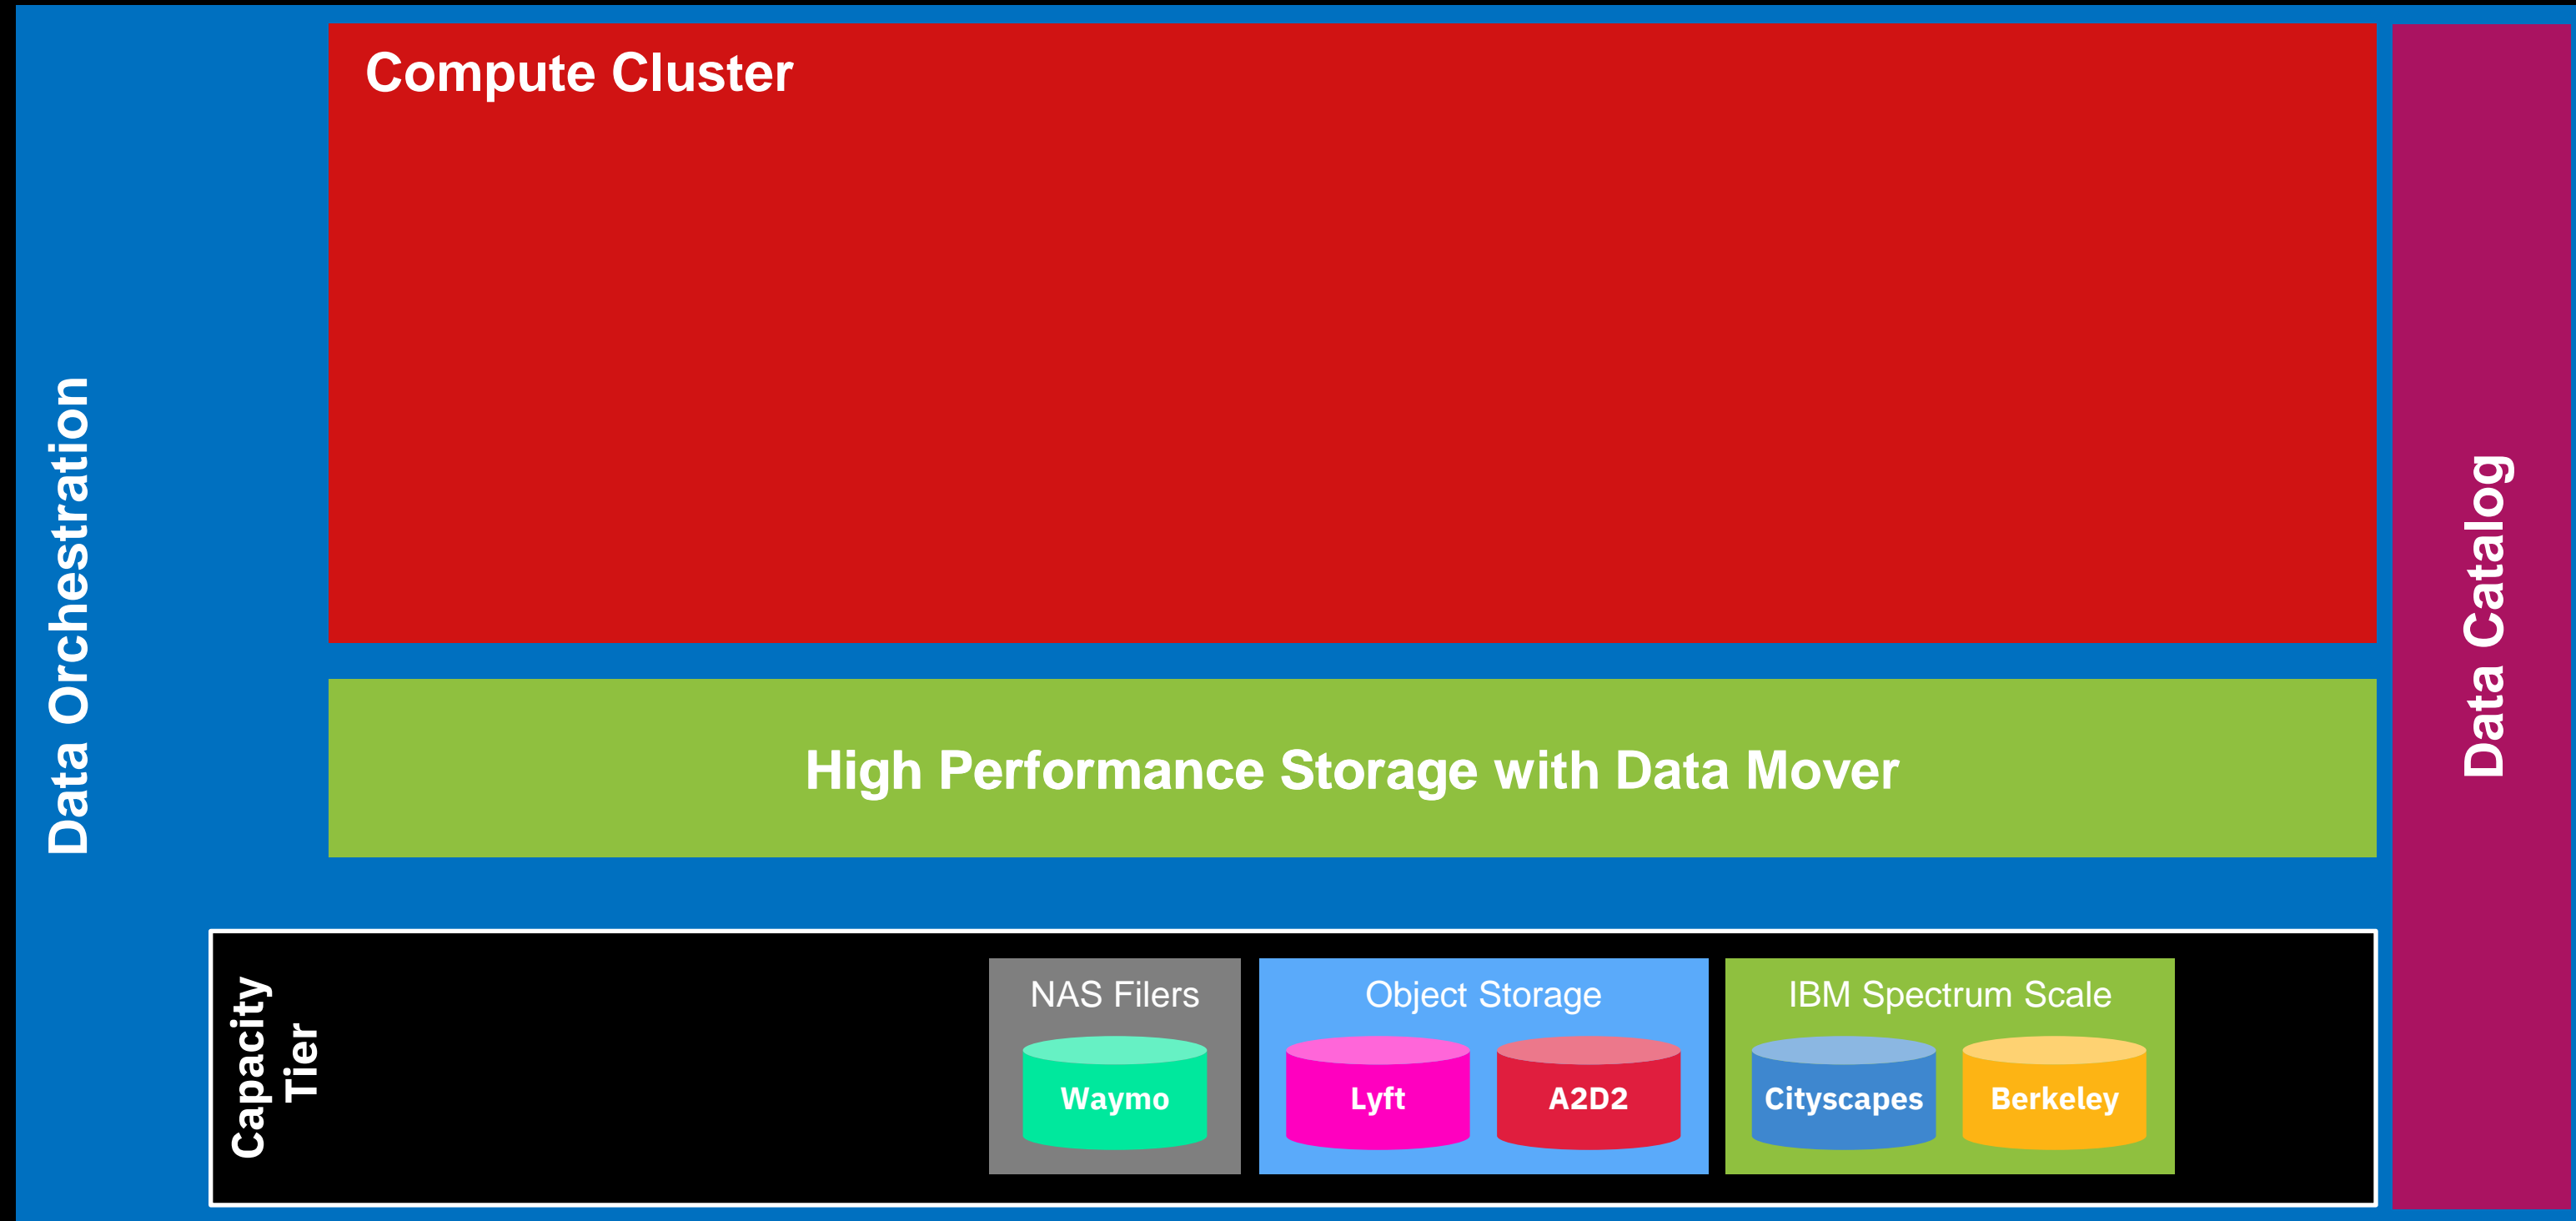 Data Orchestration
Compute Cluster
High Performance Storage with Data Mover
Capacity
Tier
NAS Filers
Waymo
Object Storage
Lyft
A2D2
IBM Spectrum Scale
Cityscapes
Berkeley
Data Catalog